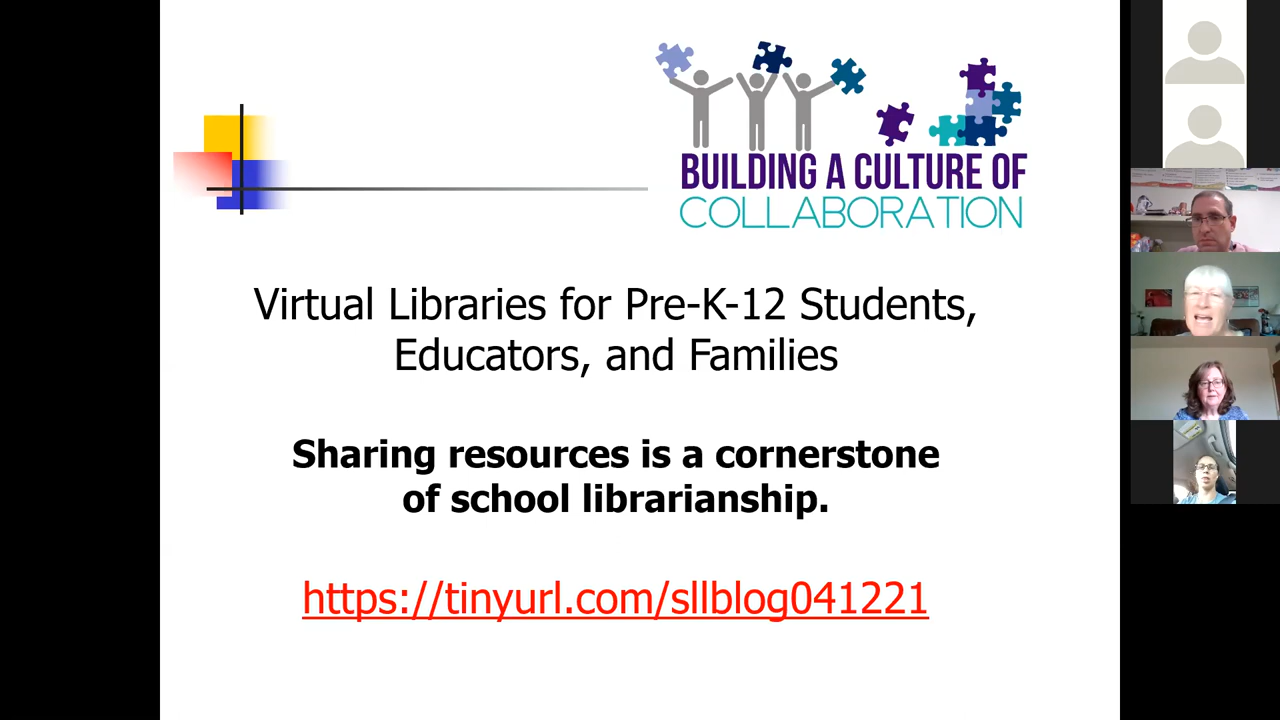 BUILDING A CULTURE OF
COLLABORATION
Virtual Libraries for Pre-K-12 Students,
Educators, and Families
Sharing resources is a cornerstone
of school librarianship.
https://tinyurl.com/sllblog041221